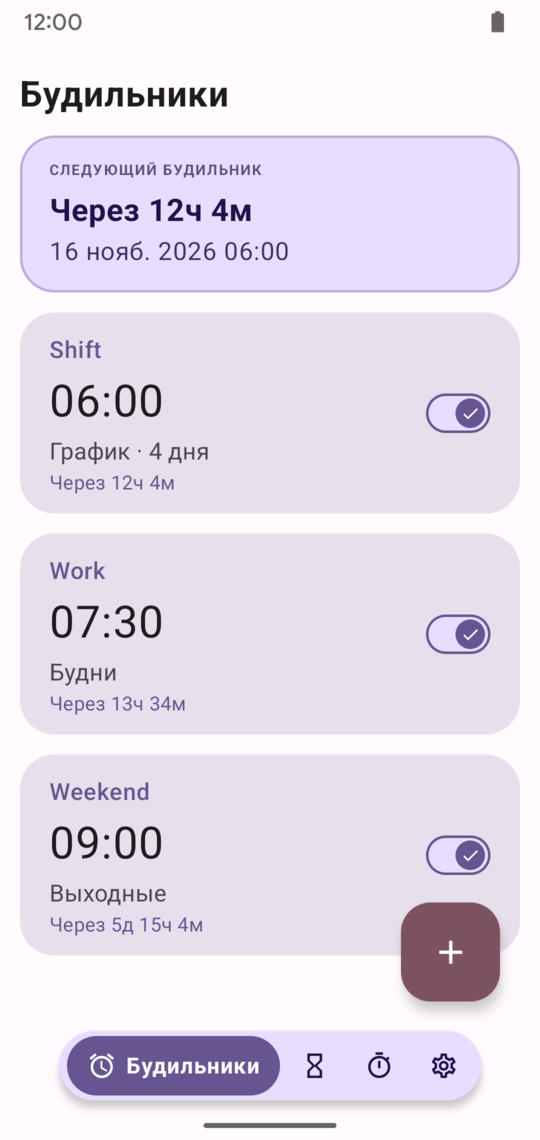 12:00
Будильники
СЛЕДУЮЩИЙ БУДИЛЬНИК
Через 12ч 4м
16 нояб. 2026 06:00
Shift
06:00
График · 4 дня
Через 12ч 4м
Work
07:30
Будни
Через 13ч 34м
Weekend
09:00
Выходные
Через 5д 15ч 4м
Будильники